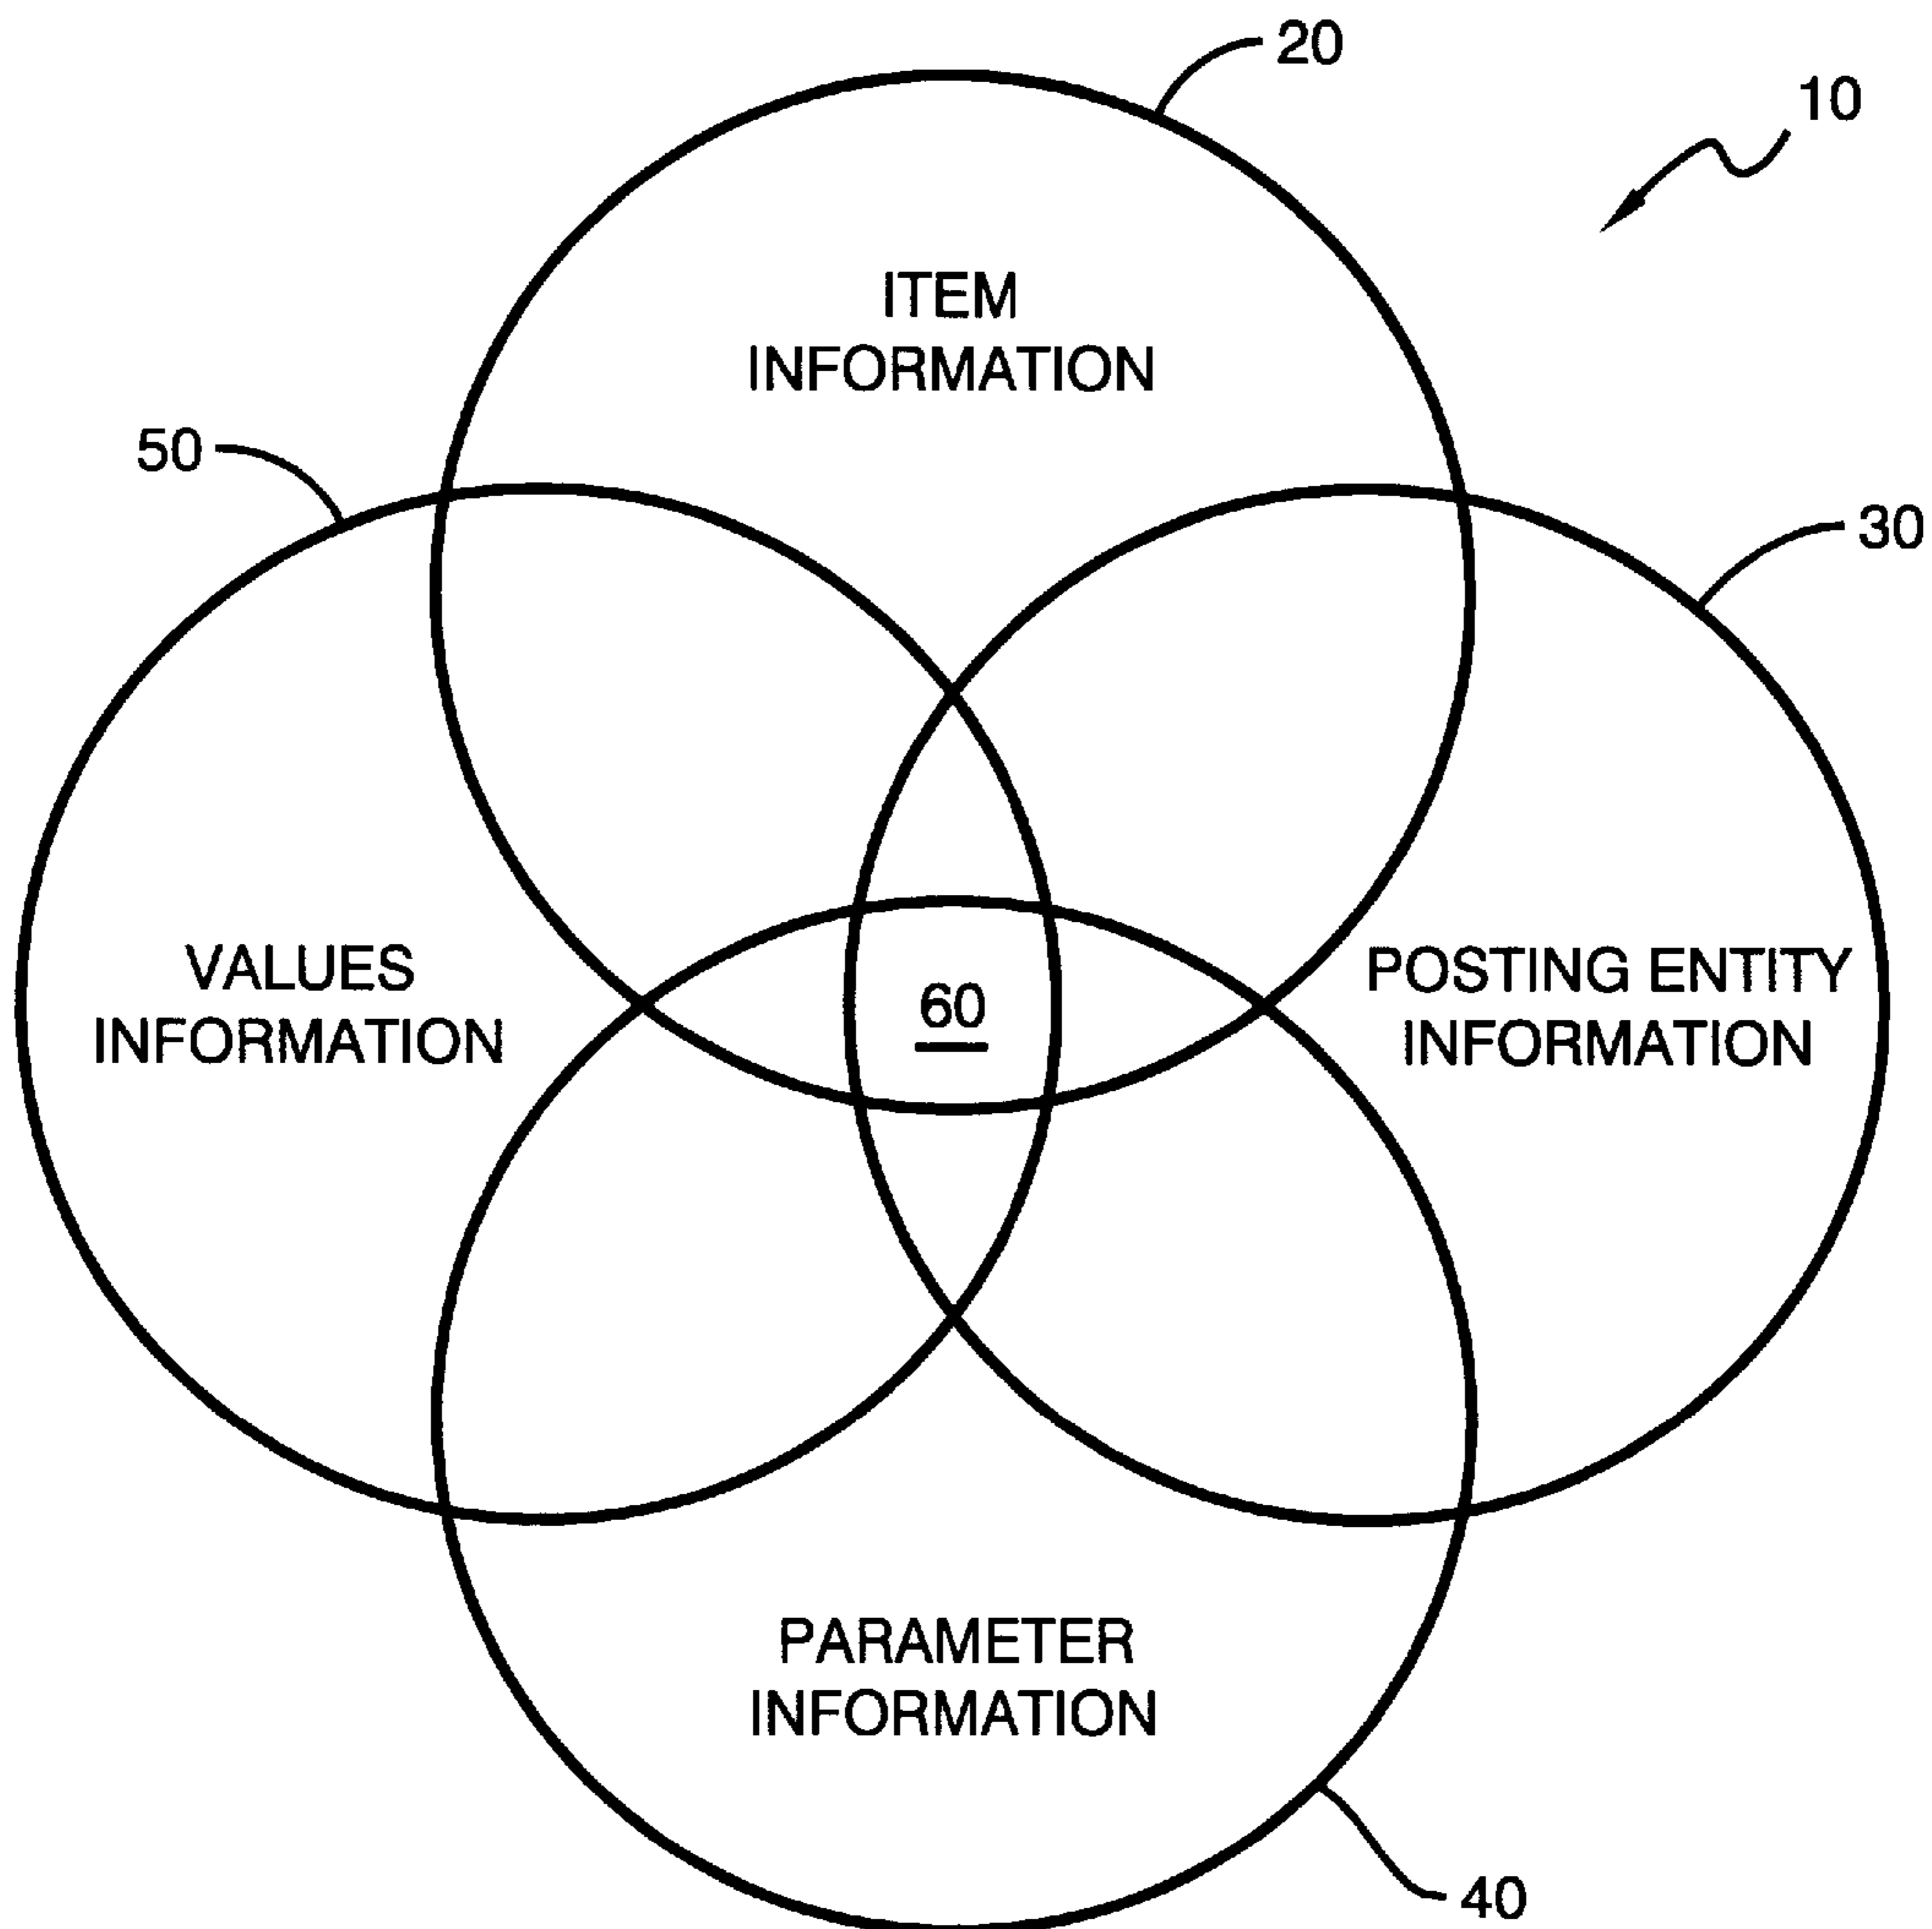 20
10
ITEM
INFORMATION
50
30
VALUES
INFORMATION
60
POSTING ENTITY
INFORMATION
PARAMETER
INFORMATION
40